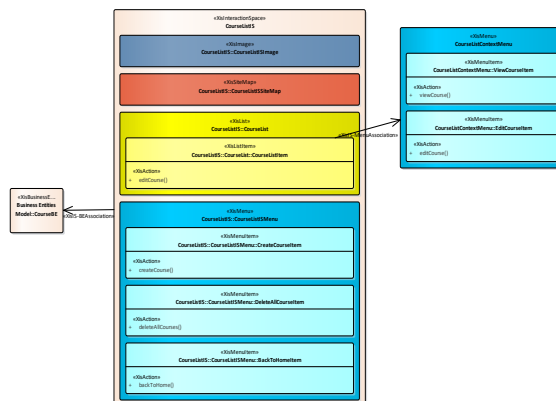 «XisInteractionSpace»
CourseListIS
«XisImage»
CourseListIS::CourseListISImage
«XisSiteMap»
CourseListIS::CourseListISSiteMap
«XisList»
CourseListIS::CourseList
«XisListItem»
CourseListIS::CourseList::CourseListItem
«XisAction»
+ editCourse()
«XisMenu»
CourseListIS::CourseListISMenu
«XisMenuItem»
CourseListIS::CourseListISMenu::CreateCourseItem
«XisAction»
+ createCourse()
«XisMenuItem»
CourseListIS::CourseListISMenu::DeleteAllCourseItem
«XisAction»
+ deleteAllCourses()
«XisMenuItem»
CourseListIS::CourseListISMenu::BackToHomeItem
«XisAction»
+ backToHome()
«XisBusinessE...
Business Entities
Model::CourseBE
«XisIS-BEAssociation»
«XisIS-MenuAssociation»
«XisMenu»
CourseListContextMenu
«XisMenuItem»
CourseListContextMenu::ViewCourseItem
«XisAction»
+ viewCourse()
«XisMenuItem»
CourseListContextMenu::EditCourseItem
«XisAction»
+ editCourse()